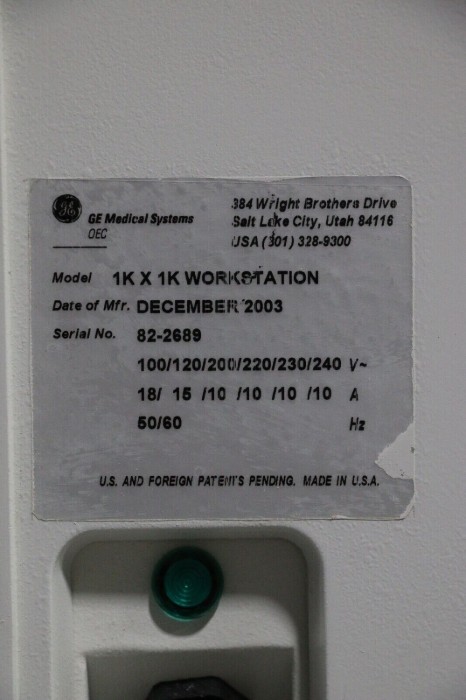 GE
GE Medical Systems
OEC
384 Wright Brothers Drive
Salt Lake City, Utah 84116
USA (301) 328-9300
Model 1K X 1K WORKSTATION
Date of Mfr. DECEMBER 2003
Serial No. 82-2689
100/120/200/220/230/240 V~
18/ 15 /10 /10 /10 /10 A
50/60 Hz
U.S. AND FOREIGN PATENTS PENDING. MADE IN U.S.A.